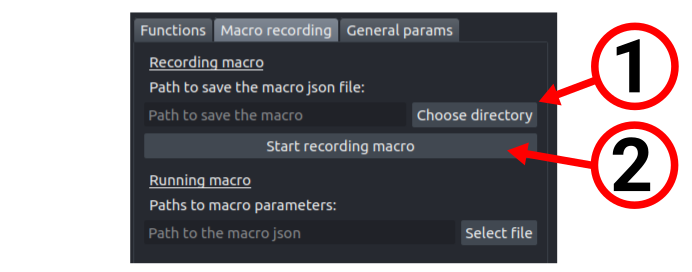 Functions Macro recording General params
Recording macro
Path to save the macro json file:
Path to save the macro Choose directory
1
Start recording macro
2
Running macro
Paths to macro parameters:
Path to the macro json Select file